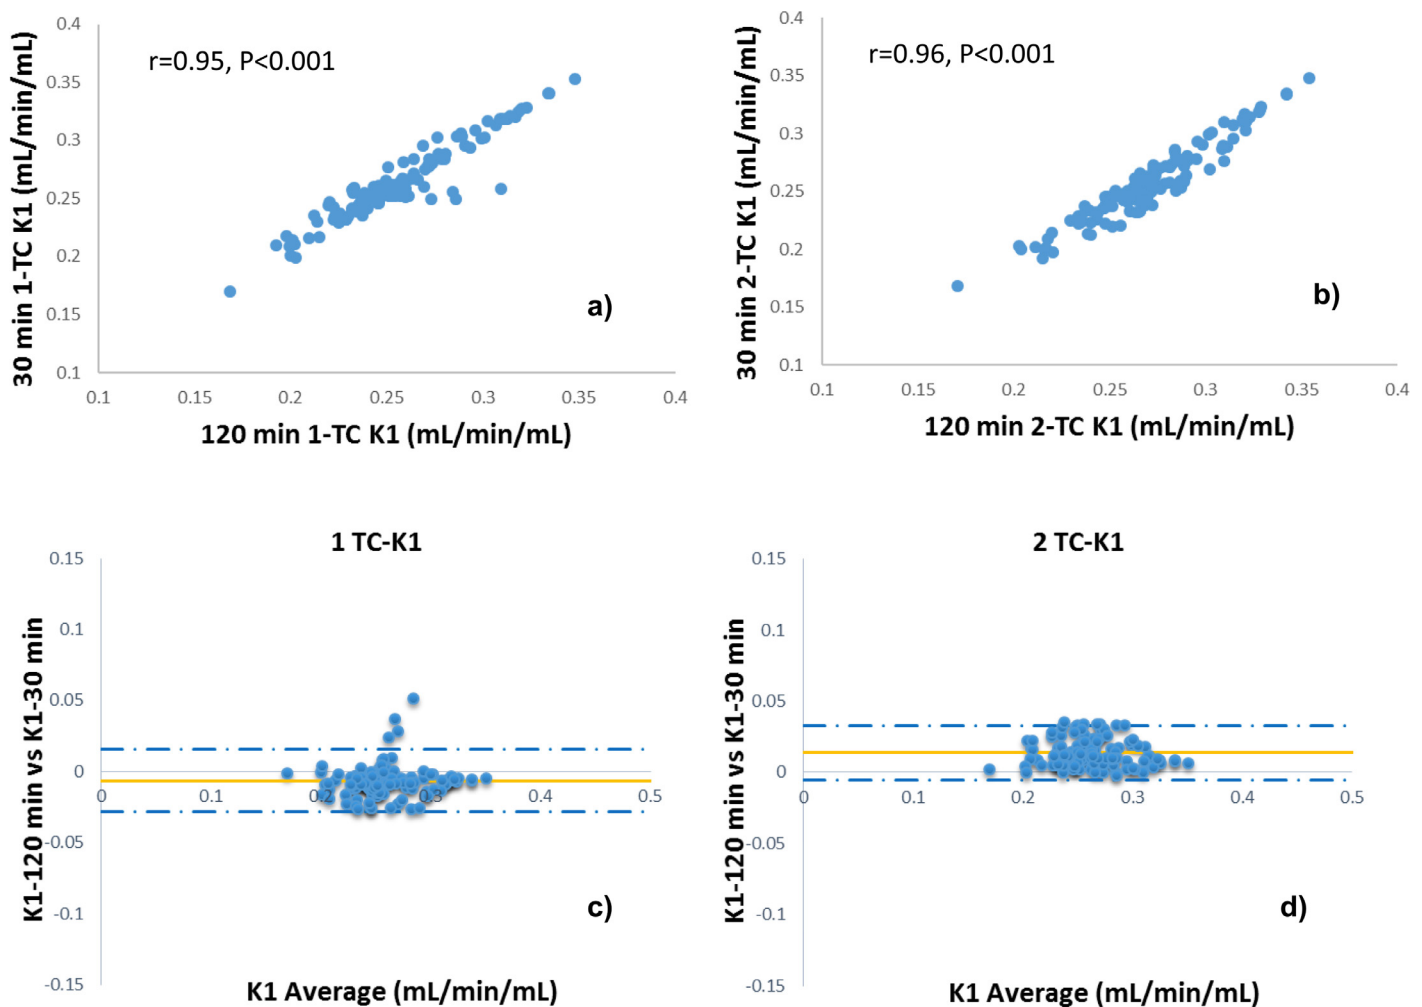 30 min 1-TC K1 (mL/min/mL)
0.4
0.35
0.3
0.25
0.2
0.15
0.1
r=0.95, P<0.001
a)
0.1 0.2 0.25 0.3 0.35 0.4
120 min 1-TC K1 (mL/min/mL)
30 min 2-TC K1 (mL/min/mL)
0.4
0.35
0.3
0.25
0.2
0.15
0.1
r=0.96, P<0.001
b)
0.1 0.2 0.25 0.3 0.35 0.4
120 min 2-TC K1 (mL/min/mL)
1 TC-K1
K1-120 min vs K1-30 min
0.15
0.1
0.05
0
-0.05
-0.1
-0.15
0 0.1 0.2 0.3 0.4 0.5
c)
K1 Average (mL/min/mL)
2 TC-K1
K1-120 min vs K1-30 min
0.15
0.1
0.05
0
-0.05
-0.1
-0.15
0 0.1 0.2 0.3 0.4 0.5
d)
K1 Average (mL/min/mL)